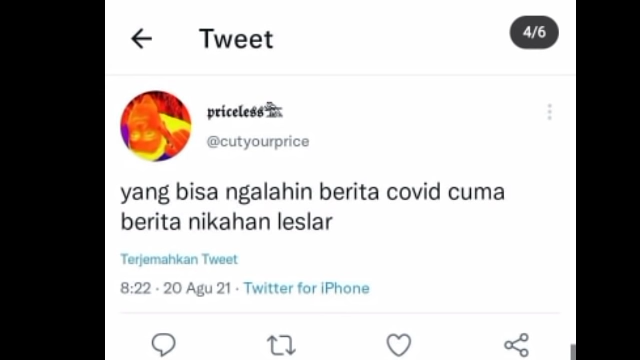 Tweet
4/6
priceless
@cutyourprice
yang bisa ngalahin berita covid cuma
berita nikahan leslar
Terjemahkan Tweet
8:22 · 20 Agu 21 · Twitter for iPhone